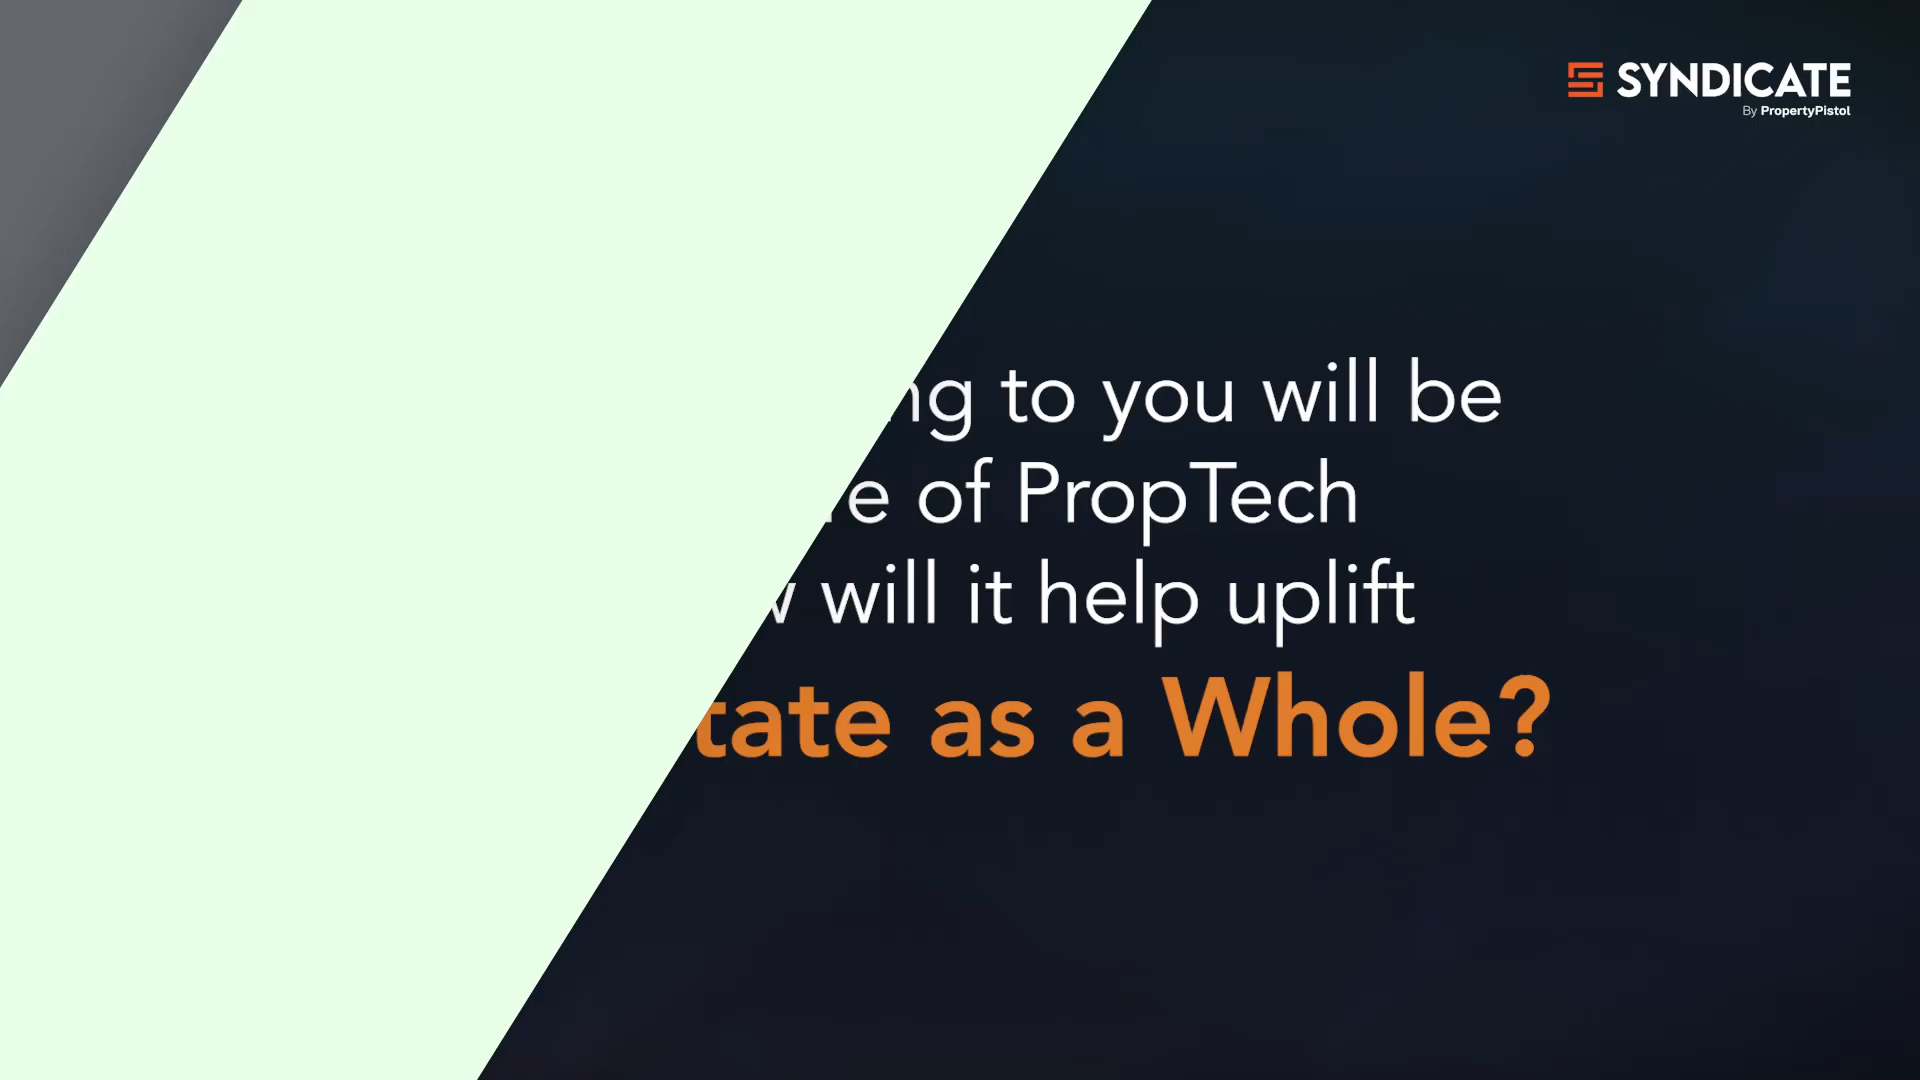 SYNDICATE
By PropertyPistol
to you will be
of PropTech
will it help uplift
as a Whole?